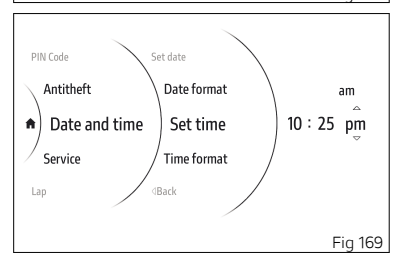 PIN Code
Antitheft
Date and time
Service
Lap
Set date
Date format
Set time
Time format
Back
am
10 : 25 pm
Fig 169